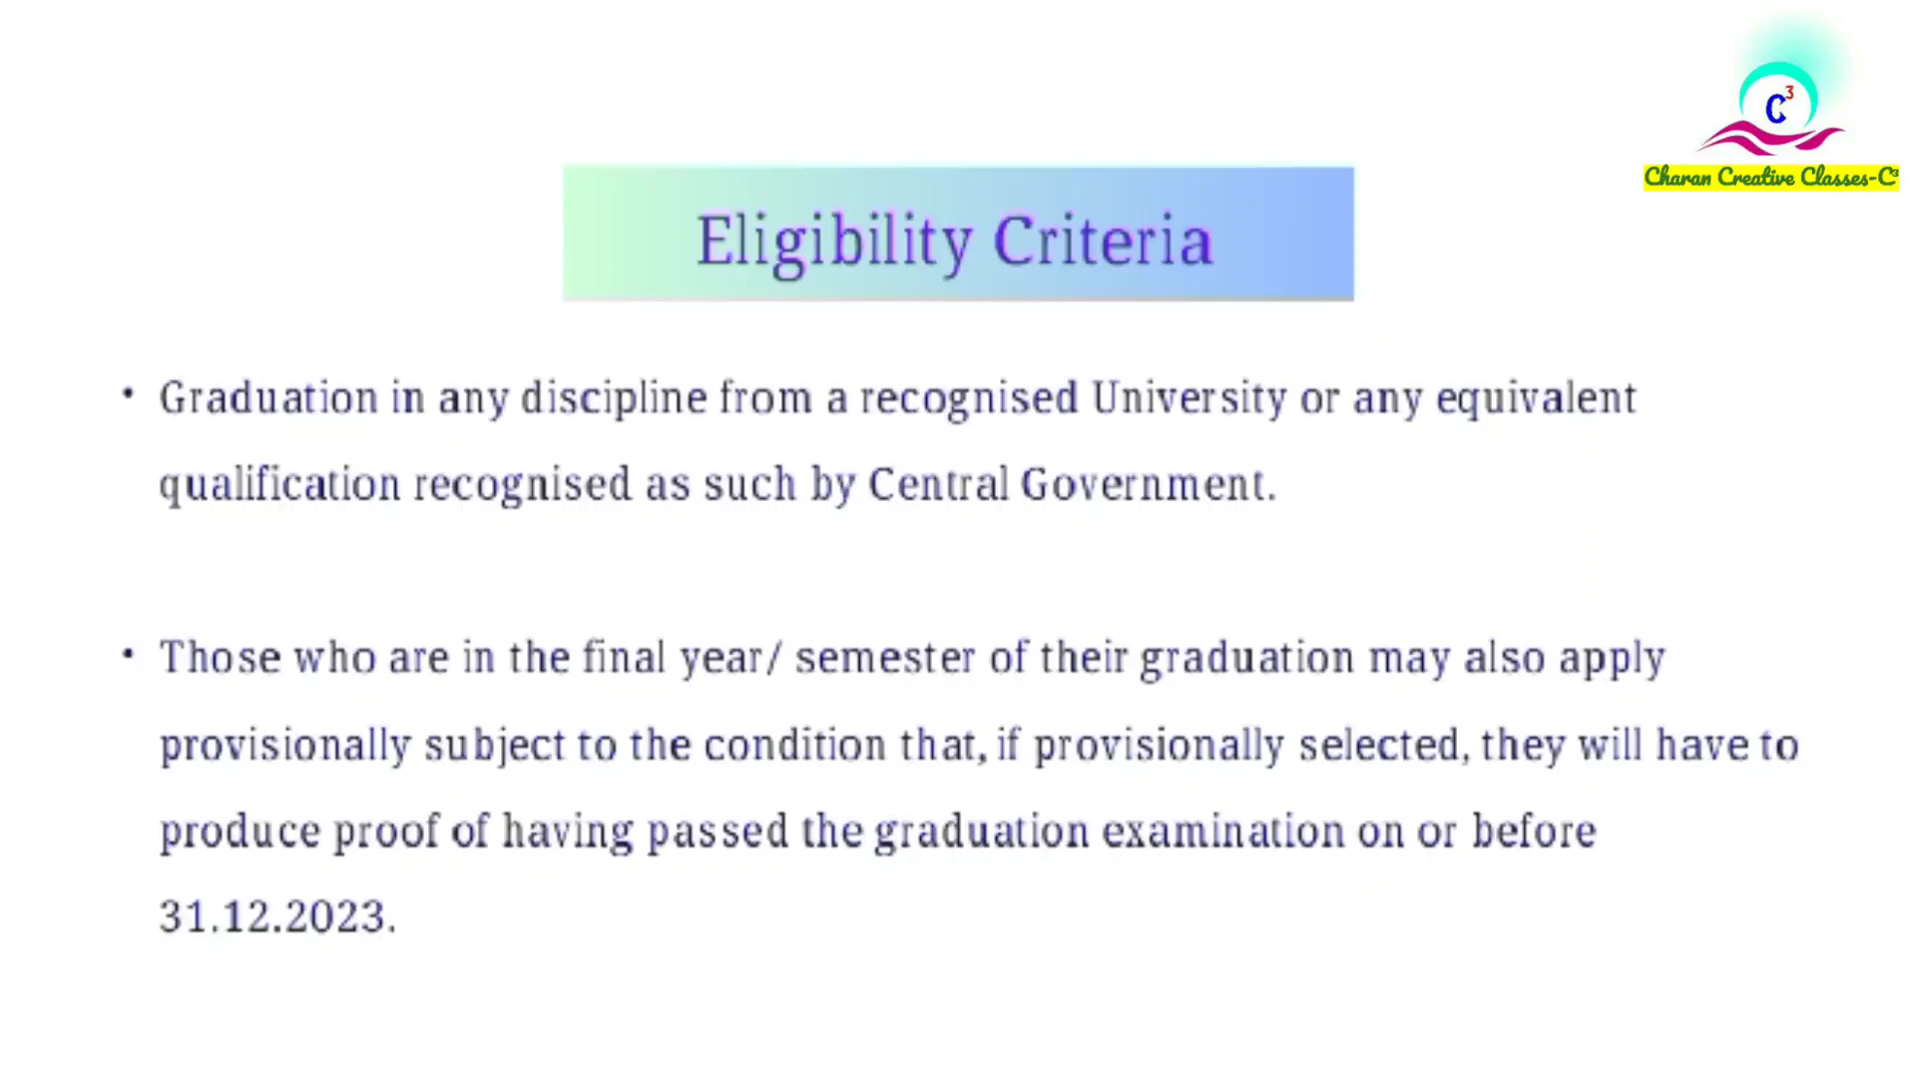 C³
Charan Creative Classes-C³
Eligibility Criteria
• Graduation in any discipline from a recognised University or any equivalent
qualification recognised as such by Central Government.
• Those who are in the final year/ semester of their graduation may also apply
provisionally subject to the condition that, if provisionally selected, they will have to
produce proof of having passed the graduation examination on or before
31.12.2023.